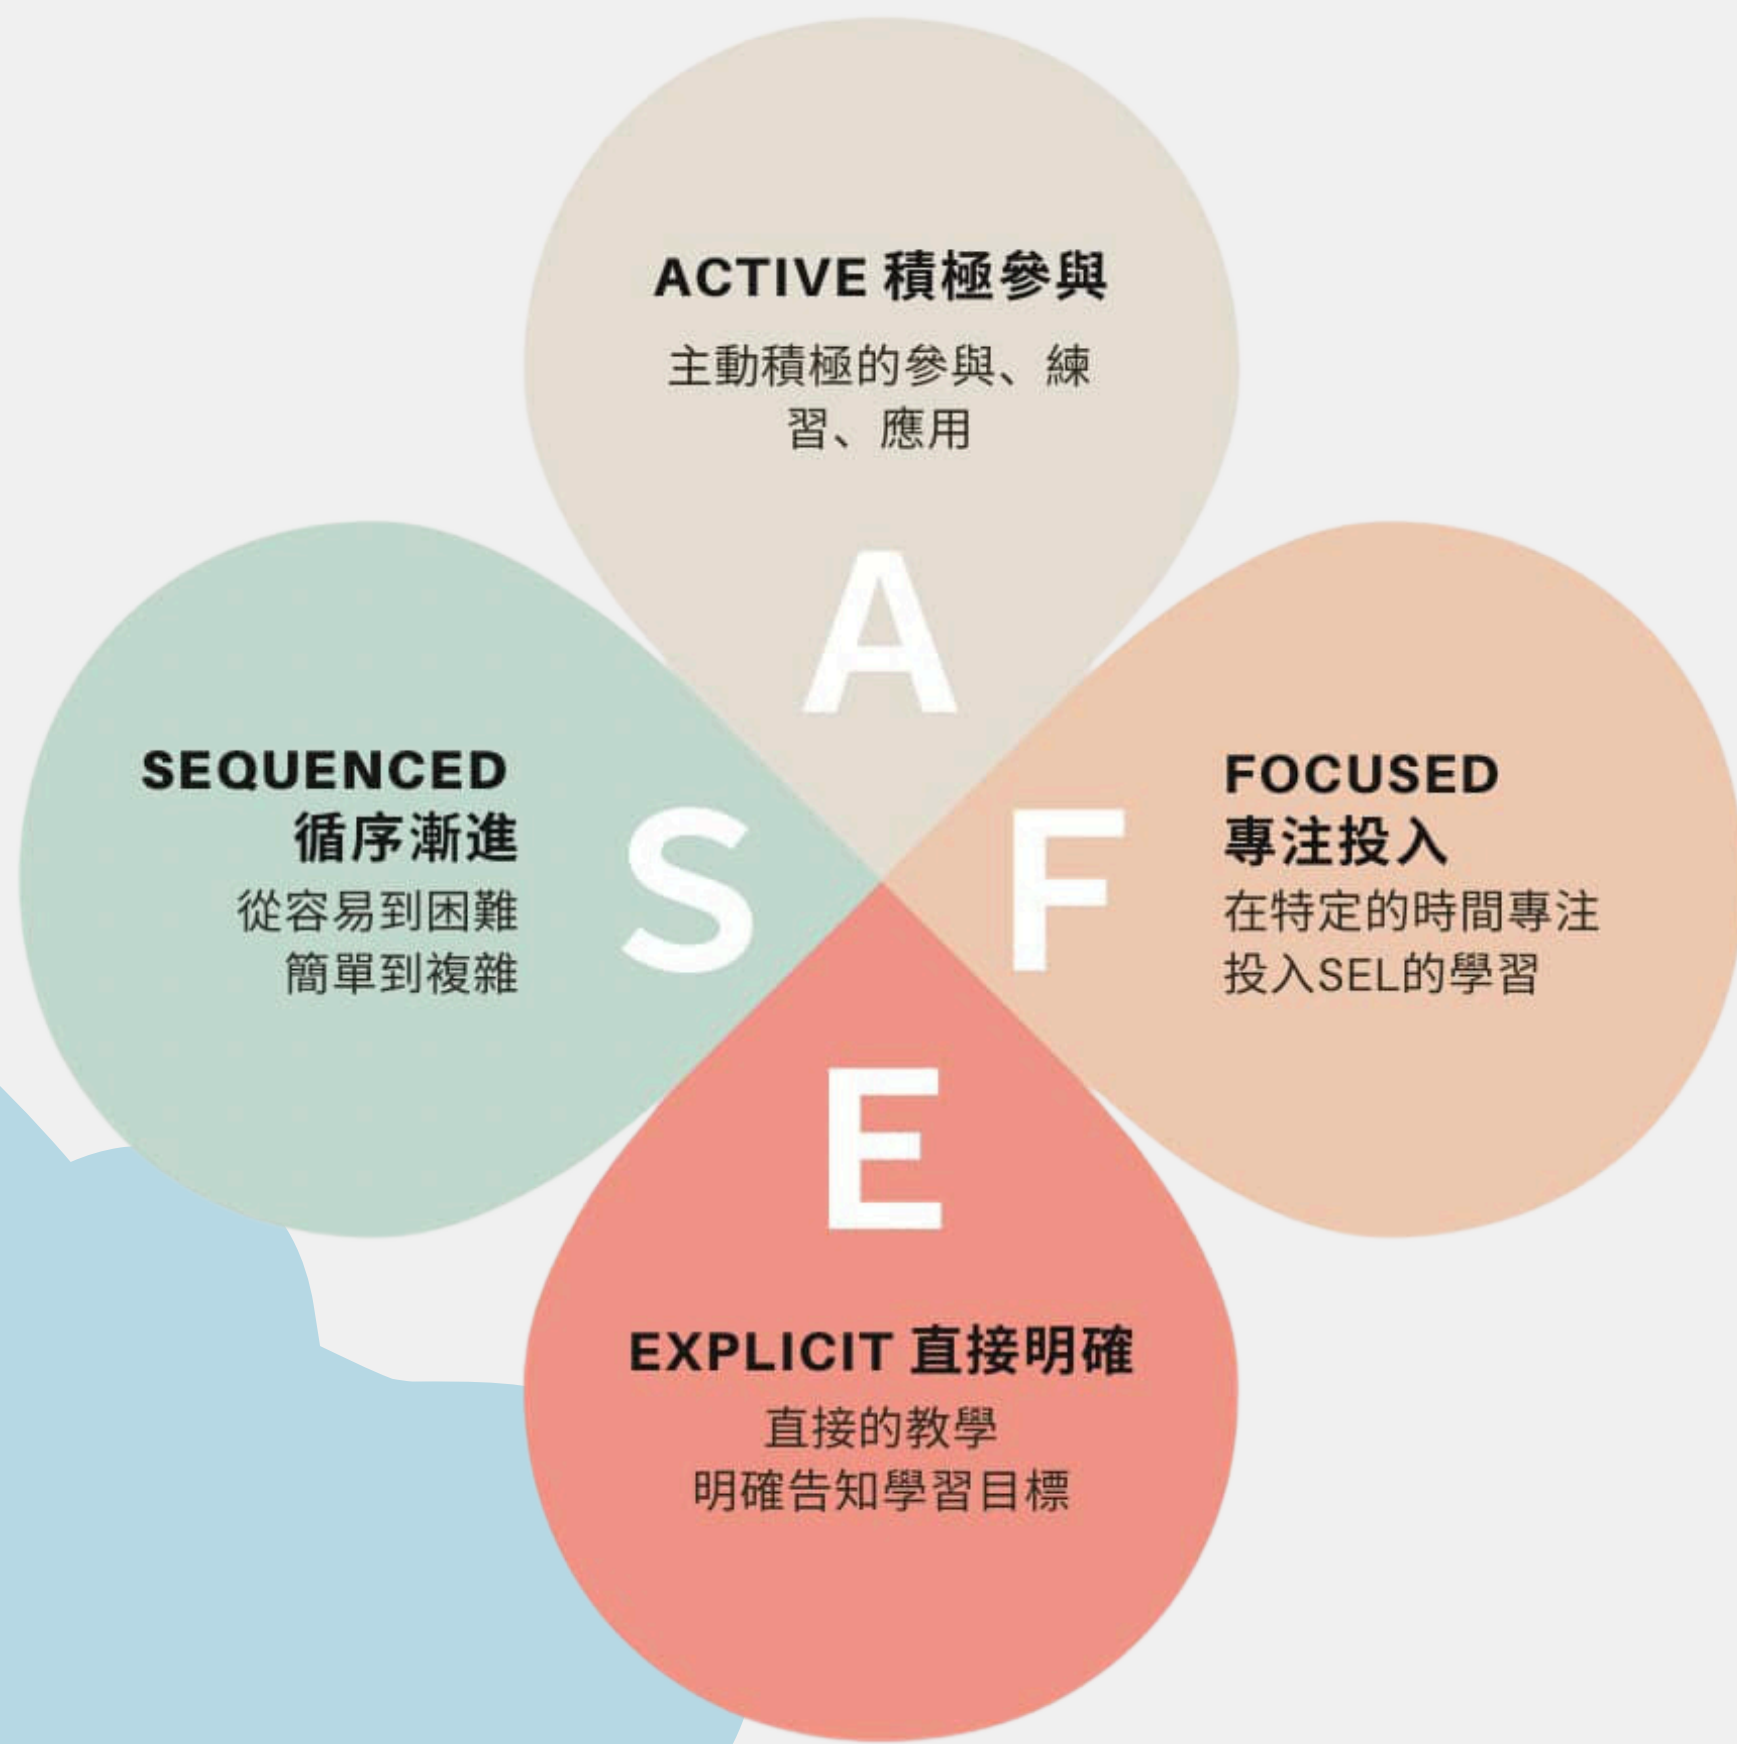 ACTIVE 積極參與
主動積極的參與、練
習、應用
A
SEQUENCED
循序漸進
從容易到困難
簡單到複雜
S
F
FOCUSED
專注投入
在特定的時間專注
投入SEL的學習
E
EXPLICIT 直接明確
直接的教學
明確告知學習目標